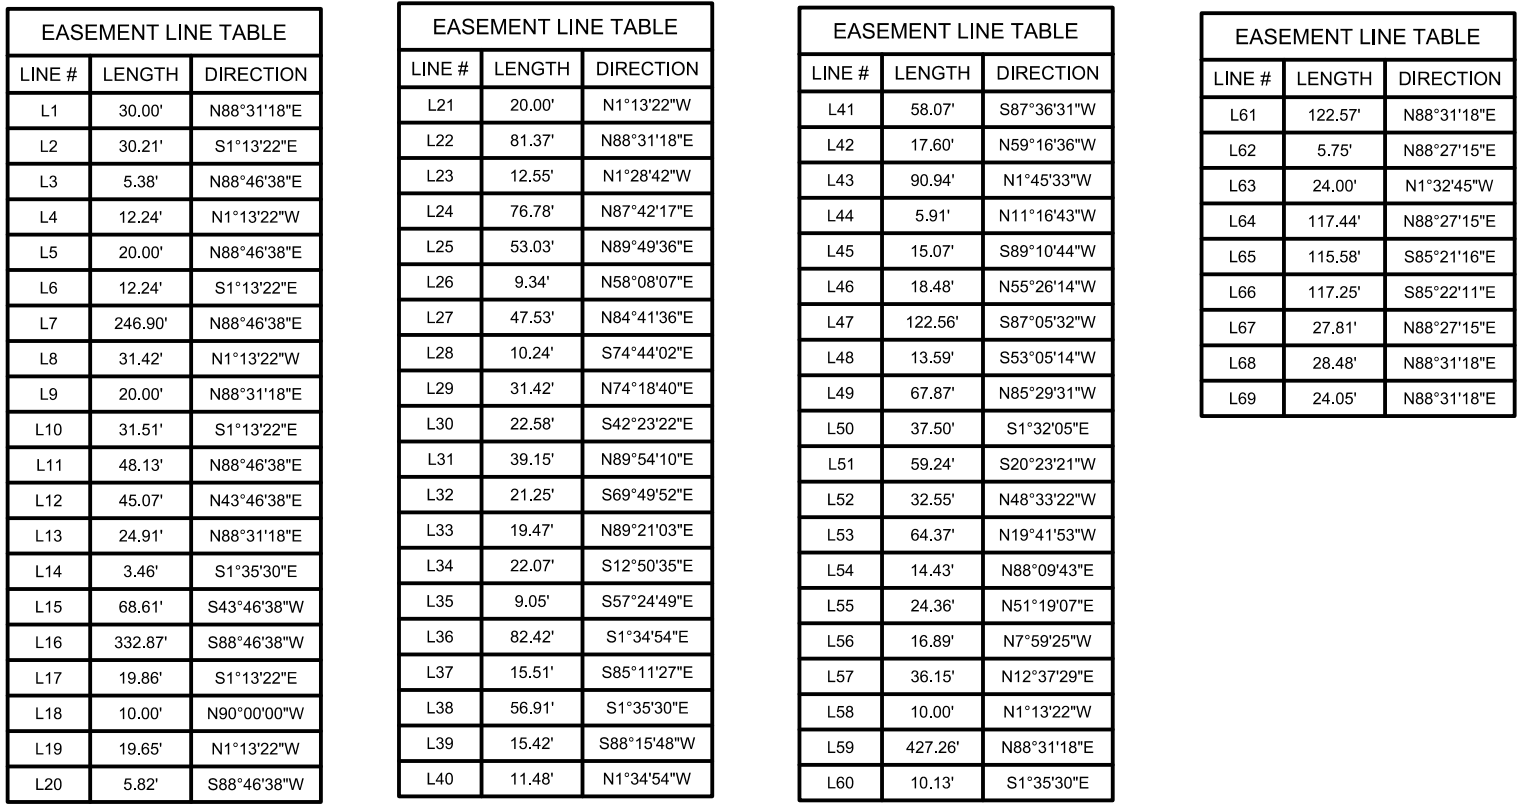 EASEMENT LINE TABLE
LINE # LENGTH DIRECTION
L1 30.00' N88°31'18"E
L2 30.21' S1°13'22"E
L3 5.38' N88°46'38"E
L4 12.24' N1°13'22"W
L5 20.00' N88°46'38"E
L6 12.24' S1°13'22"E
L7 246.90' N88°46'38"E
L8 31.42' N1°13'22"W
L9 20.00' N88°31'18"E
L10 31.51' S1°13'22"E
L11 48.13' N88°46'38"E
L12 45.07' N43°46'38"E
L13 24.91' N88°31'18"E
L14 3.46' S1°35'30"E
L15 68.61' S43°46'38"W
L16 332.87' S88°46'38"W
L17 19.86' S1°13'22"E
L18 10.00' N90°00'00"W
L19 19.65' N1°13'22"W
L20 5.82' S88°46'38"W
EASEMENT LINE TABLE
LINE # LENGTH DIRECTION
L21 20.00' N1°13'22"W
L22 81.37' N88°31'18"E
L23 12.55' N1°28'42"W
L24 76.78' N87°42'17"E
L25 53.03' N89°49'36"E
L26 9.34' N58°08'07"E
L27 47.53' N84°41'36"E
L28 10.24' S74°44'02"E
L29 31.42' N74°18'40"E
L30 22.58' S42°23'22"E
L31 39.15' N89°54'10"E
L32 21.25' S69°49'52"E
L33 19.47' N89°21'03"E
L34 22.07' S12°50'35"E
L35 9.05' S57°24'49"E
L36 82.42' S1°34'54"E
L37 15.51' S85°11'27"E
L38 56.91' S1°35'30"E
L39 15.42' S88°15'48"W
L40 11.48' N1°34'54"W
EASEMENT LINE TABLE
LINE # LENGTH DIRECTION
L41 58.07' S87°36'31"W
L42 17.60' N59°16'36"W
L43 90.94' N1°45'33"W
L44 5.91' N11°16'43"W
L45 15.07' S89°10'44"W
L46 18.48' N55°26'14"W
L47 122.56' S87°05'32"W
L48 13.59' S53°05'14"W
L49 67.87' N85°29'31"W
L50 37.50' S1°32'05"E
L51 59.24' S20°23'21"W
L52 32.55' N48°33'22"W
L53 64.37' N19°41'53"W
L54 14.43' N88°09'43"E
L55 24.36' N51°19'07"E
L56 16.89' N7°59'25"W
L57 36.15' N12°37'29"E
L58 10.00' N1°13'22"W
L59 427.26' N88°31'18"E
L60 10.13' S1°35'30"E
EASEMENT LINE TABLE
LINE # LENGTH DIRECTION
L61 122.57' N88°31'18"E
L62 5.75' N88°27'15"E
L63 24.00' N1°32'45"W
L64 117.44' N88°27'15"E
L65 115.58' S85°21'16"E
L66 117.25' S85°22'11"E
L67 27.81' N88°27'15"E
L68 28.48' N88°31'18"E
L69 24.05' N88°31'18"E